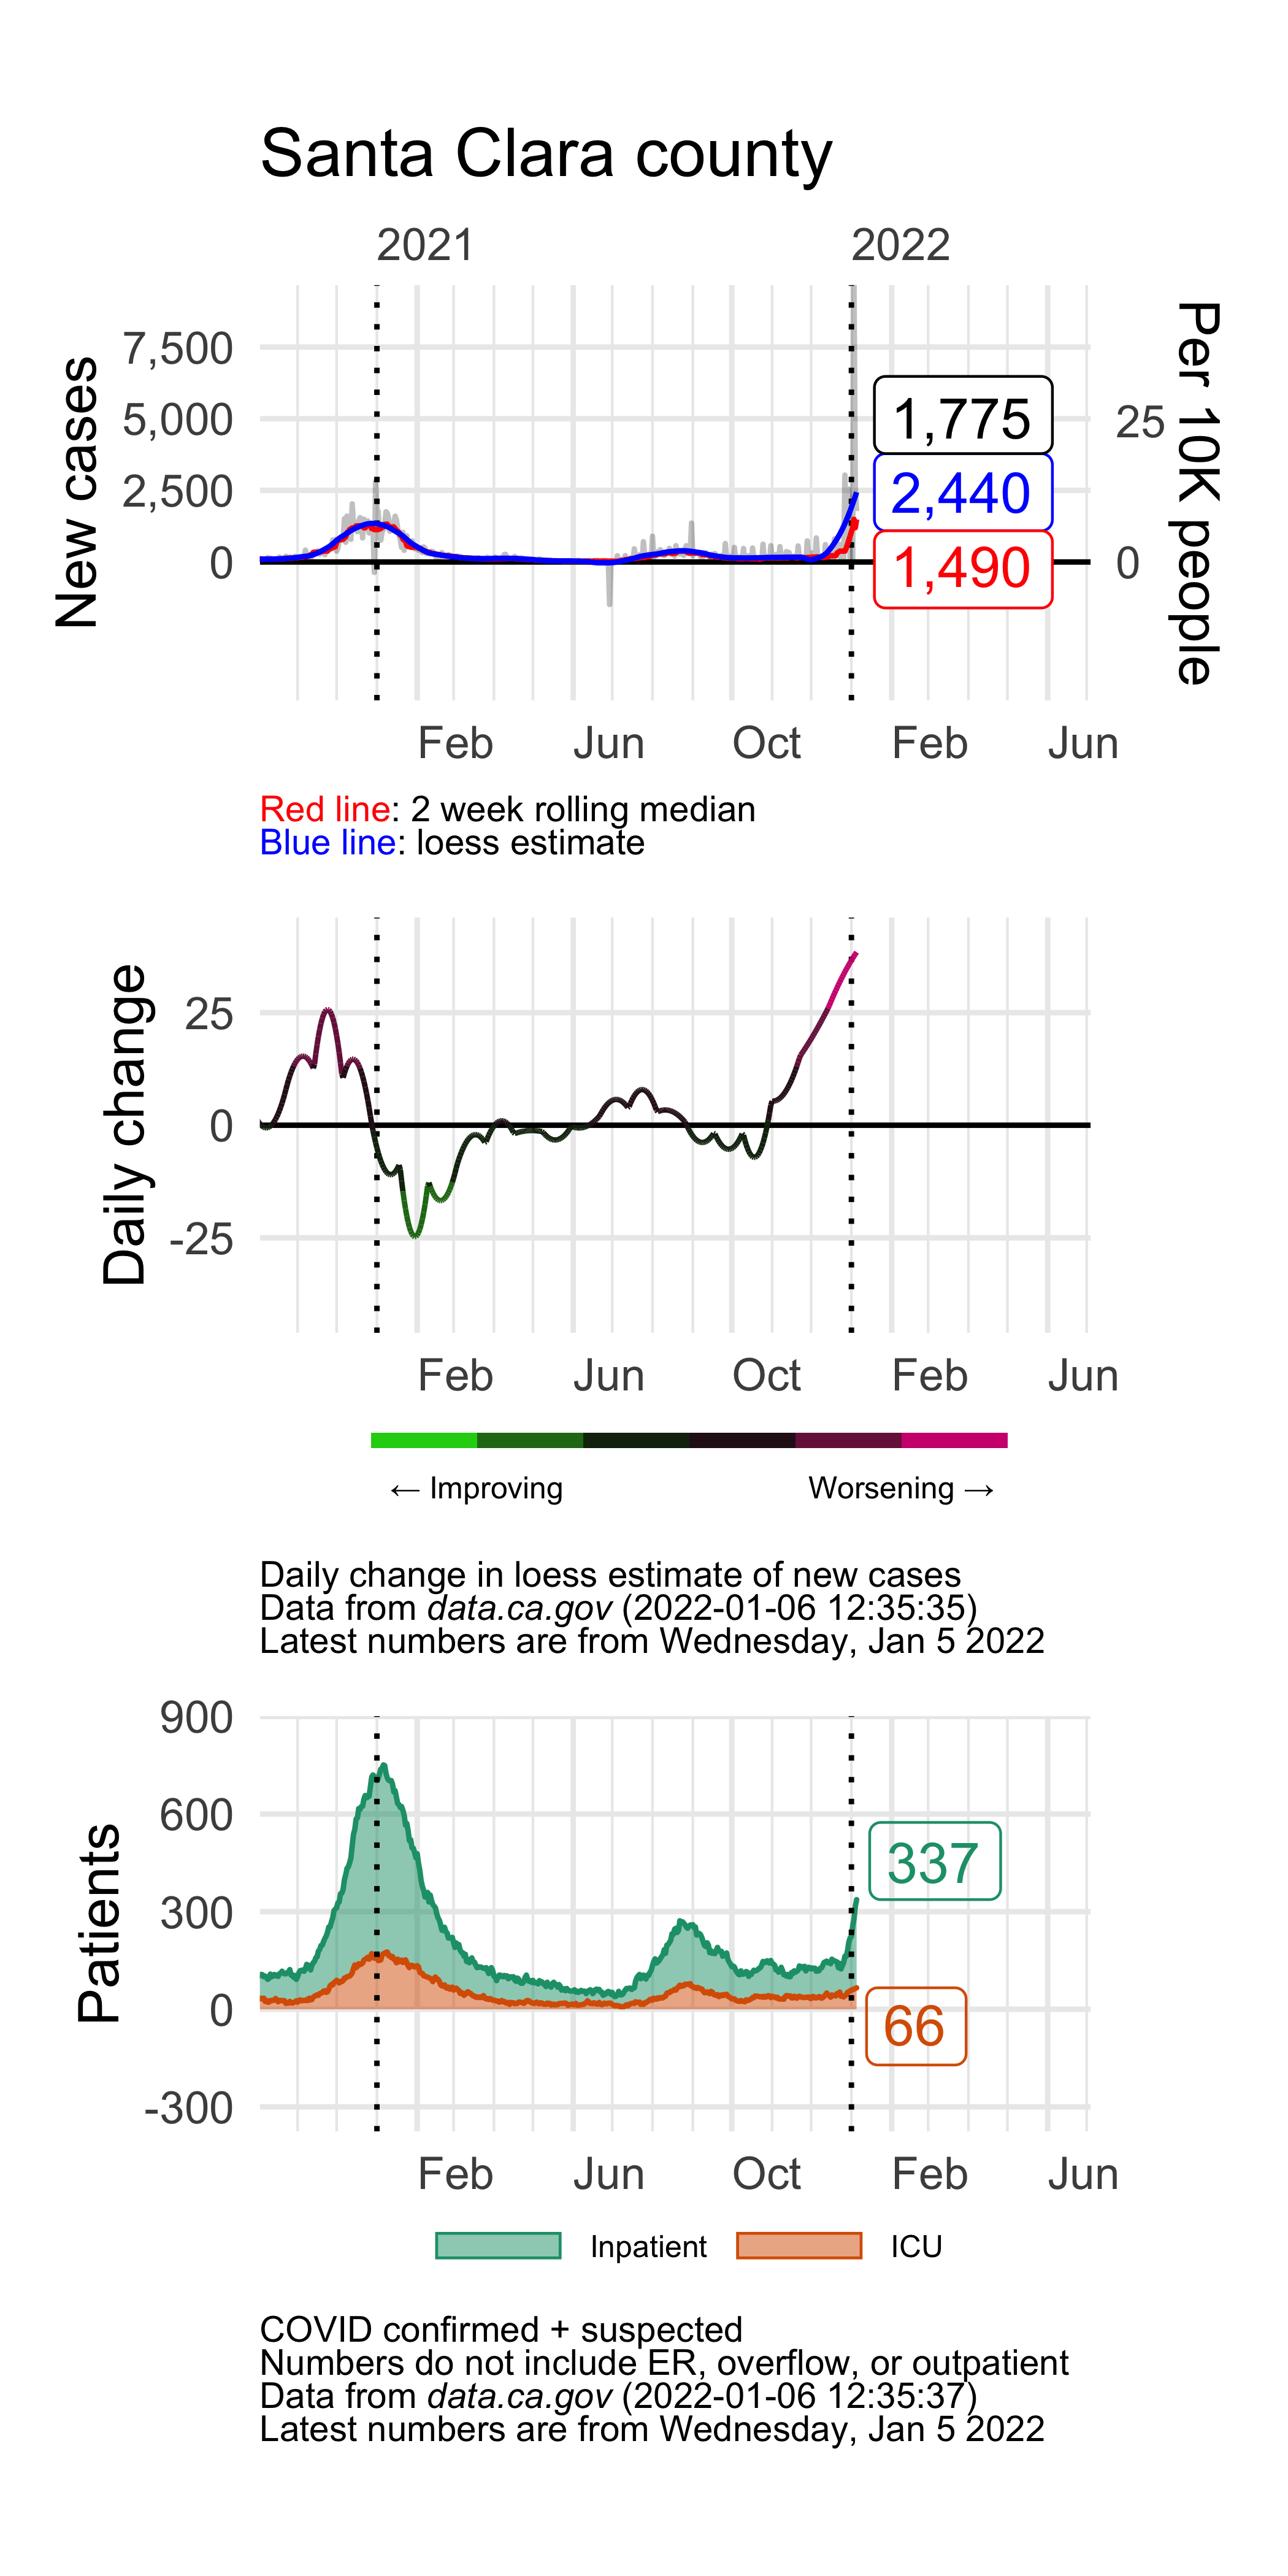 Santa Clara county
2021 2022
New cases
7,500
5,000
2,500
0
1,775
2,440
1,490
25
0
Per 10K people
Feb Jun Oct Feb Jun
Red line: 2 week rolling median
Blue line: loess estimate
Daily change
25
0
-25
Feb Jun Oct Feb Jun
← Improving Worsening →
Daily change in loess estimate of new cases
Data from data.ca.gov (2022-01-06 12:35:35)
Latest numbers are from Wednesday, Jan 5 2022
Patients
900
600
300
0
-300
337
66
Feb Jun Oct Feb Jun
Inpatient ICU
COVID confirmed + suspected
Numbers do not include ER, overflow, or outpatient
Data from data.ca.gov (2022-01-06 12:35:37)
Latest numbers are from Wednesday, Jan 5 2022